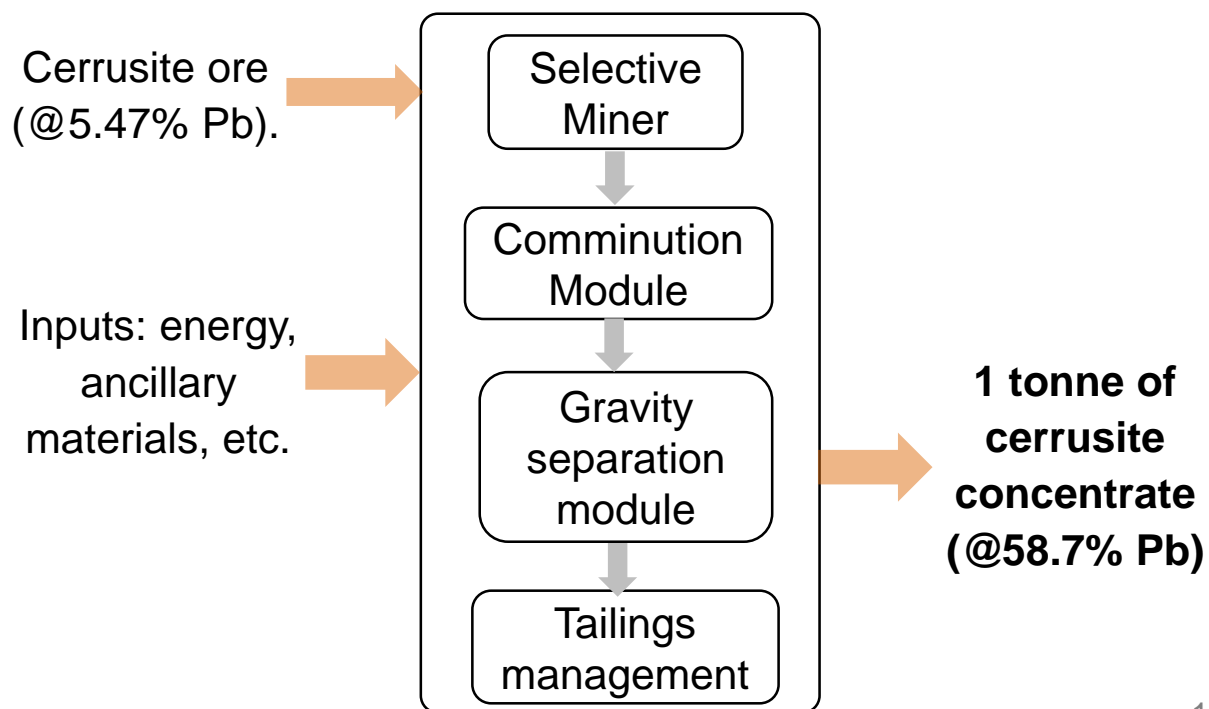 Cerrusite ore
(@5.47% Pb).
Selective
Miner
Comminution
Module
Inputs: energy,
ancillary
materials, etc.
Gravity
separation
module
1 tonne of
cerrusite
concentrate
(@58.7% Pb)
Tailings
management